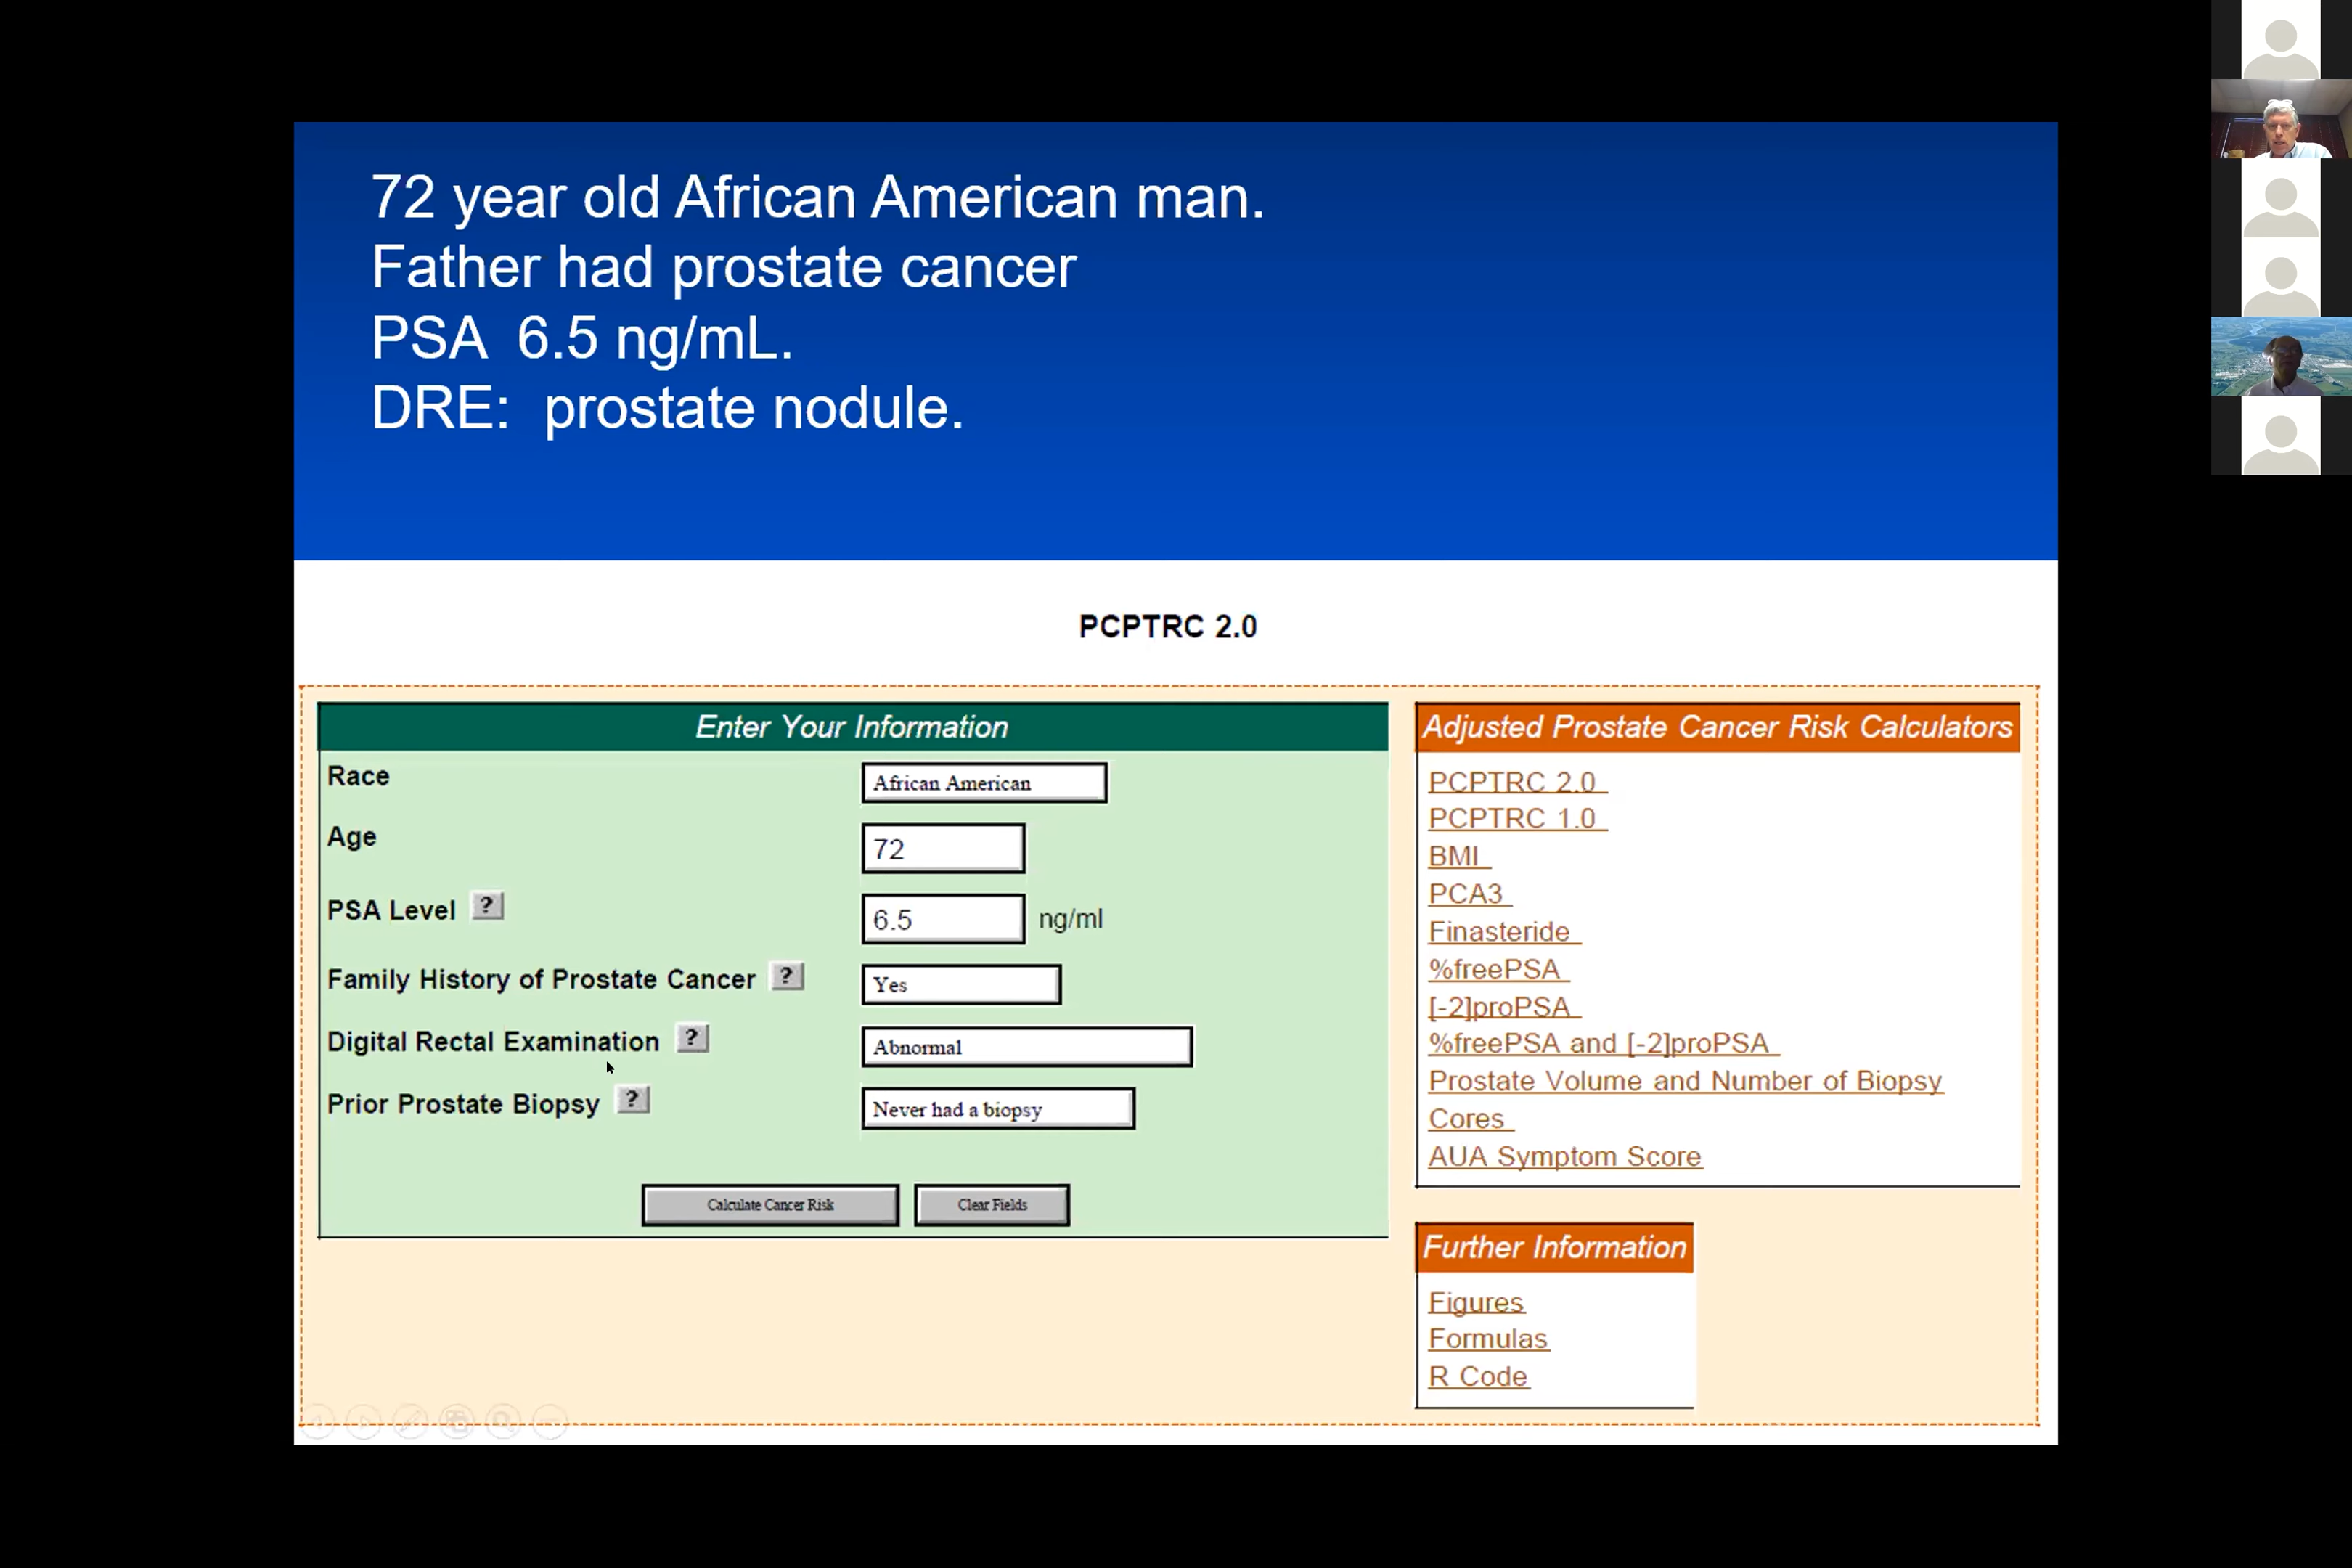 72 year old African American man.
Father had prostate cancer
PSA 6.5 ng/mL.
DRE: prostate nodule.
PCPTRC 2.0
Enter Your Information
Race
African American
Age
72
PSA Level ?
6.5 ng/ml
Family History of Prostate Cancer ?
Yes
Digital Rectal Examination ?
Abnormal
Prior Prostate Biopsy ?
Never had a biopsy
Calculate Cancer Risk
Clear Fields
Adjusted Prostate Cancer Risk Calculators
PCPTRC 2.0
PCPTRC 1.0
BMI
PCA3
Finasteride
%freePSA
[-2]proPSA
%freePSA and [-2]proPSA
Prostate Volume and Number of Biopsy
Cores
AUA Symptom Score
Further Information
Figures
Formulas
R Code